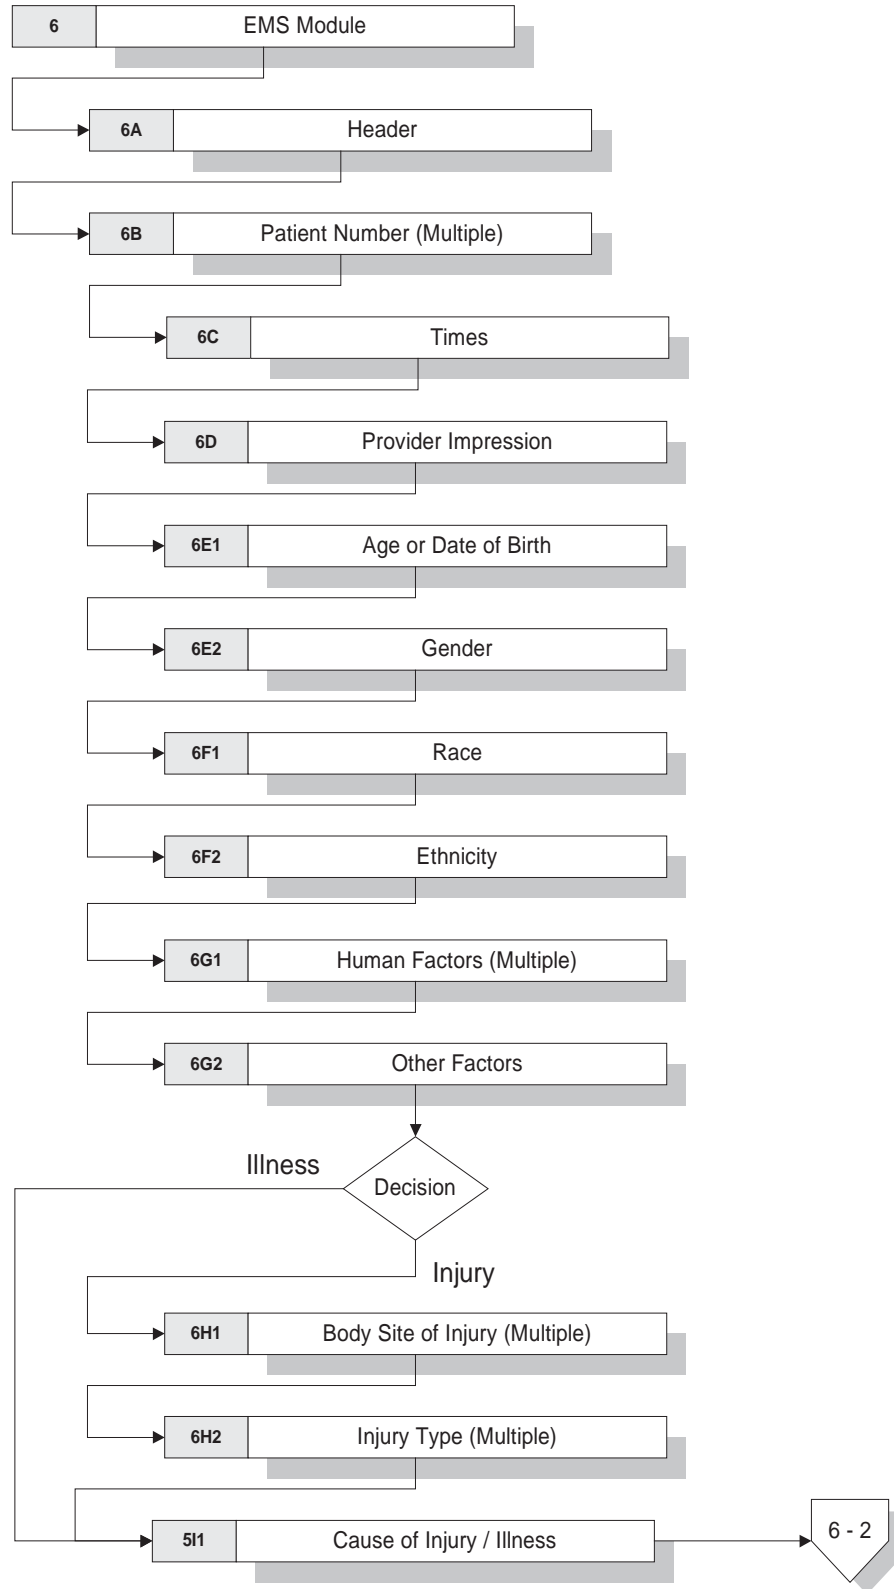 6 EMS Module
6A Header
6B Patient Number (Multiple)
6C Times
6D Provider Impression
6E1 Age or Date of Birth
6E2 Gender
6F1 Race
6F2 Ethnicity
6G1 Human Factors (Multiple)
6G2 Other Factors
Illness
Decision
Injury
6H1 Body Site of Injury (Multiple)
6H2 Injury Type (Multiple)
5I1 Cause of Injury / Illness
6 - 2